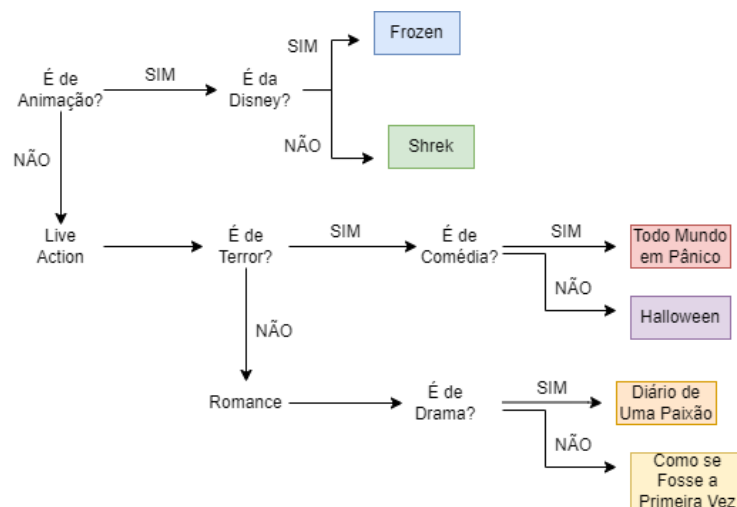 Frozen
SIM
É de
Animação?
SIM
É da
Disney?
NÃO
Shrek
NÃO
Live
Action
É de
Terror?
SIM
É de
Comédia?
SIM
Todo Mundo
em Pânico
NÃO
Halloween
NÃO
Romance
É de
Drama?
SIM
Diário de
Uma Paixão
NÃO
Como se
Fosse a
Primeira Vez